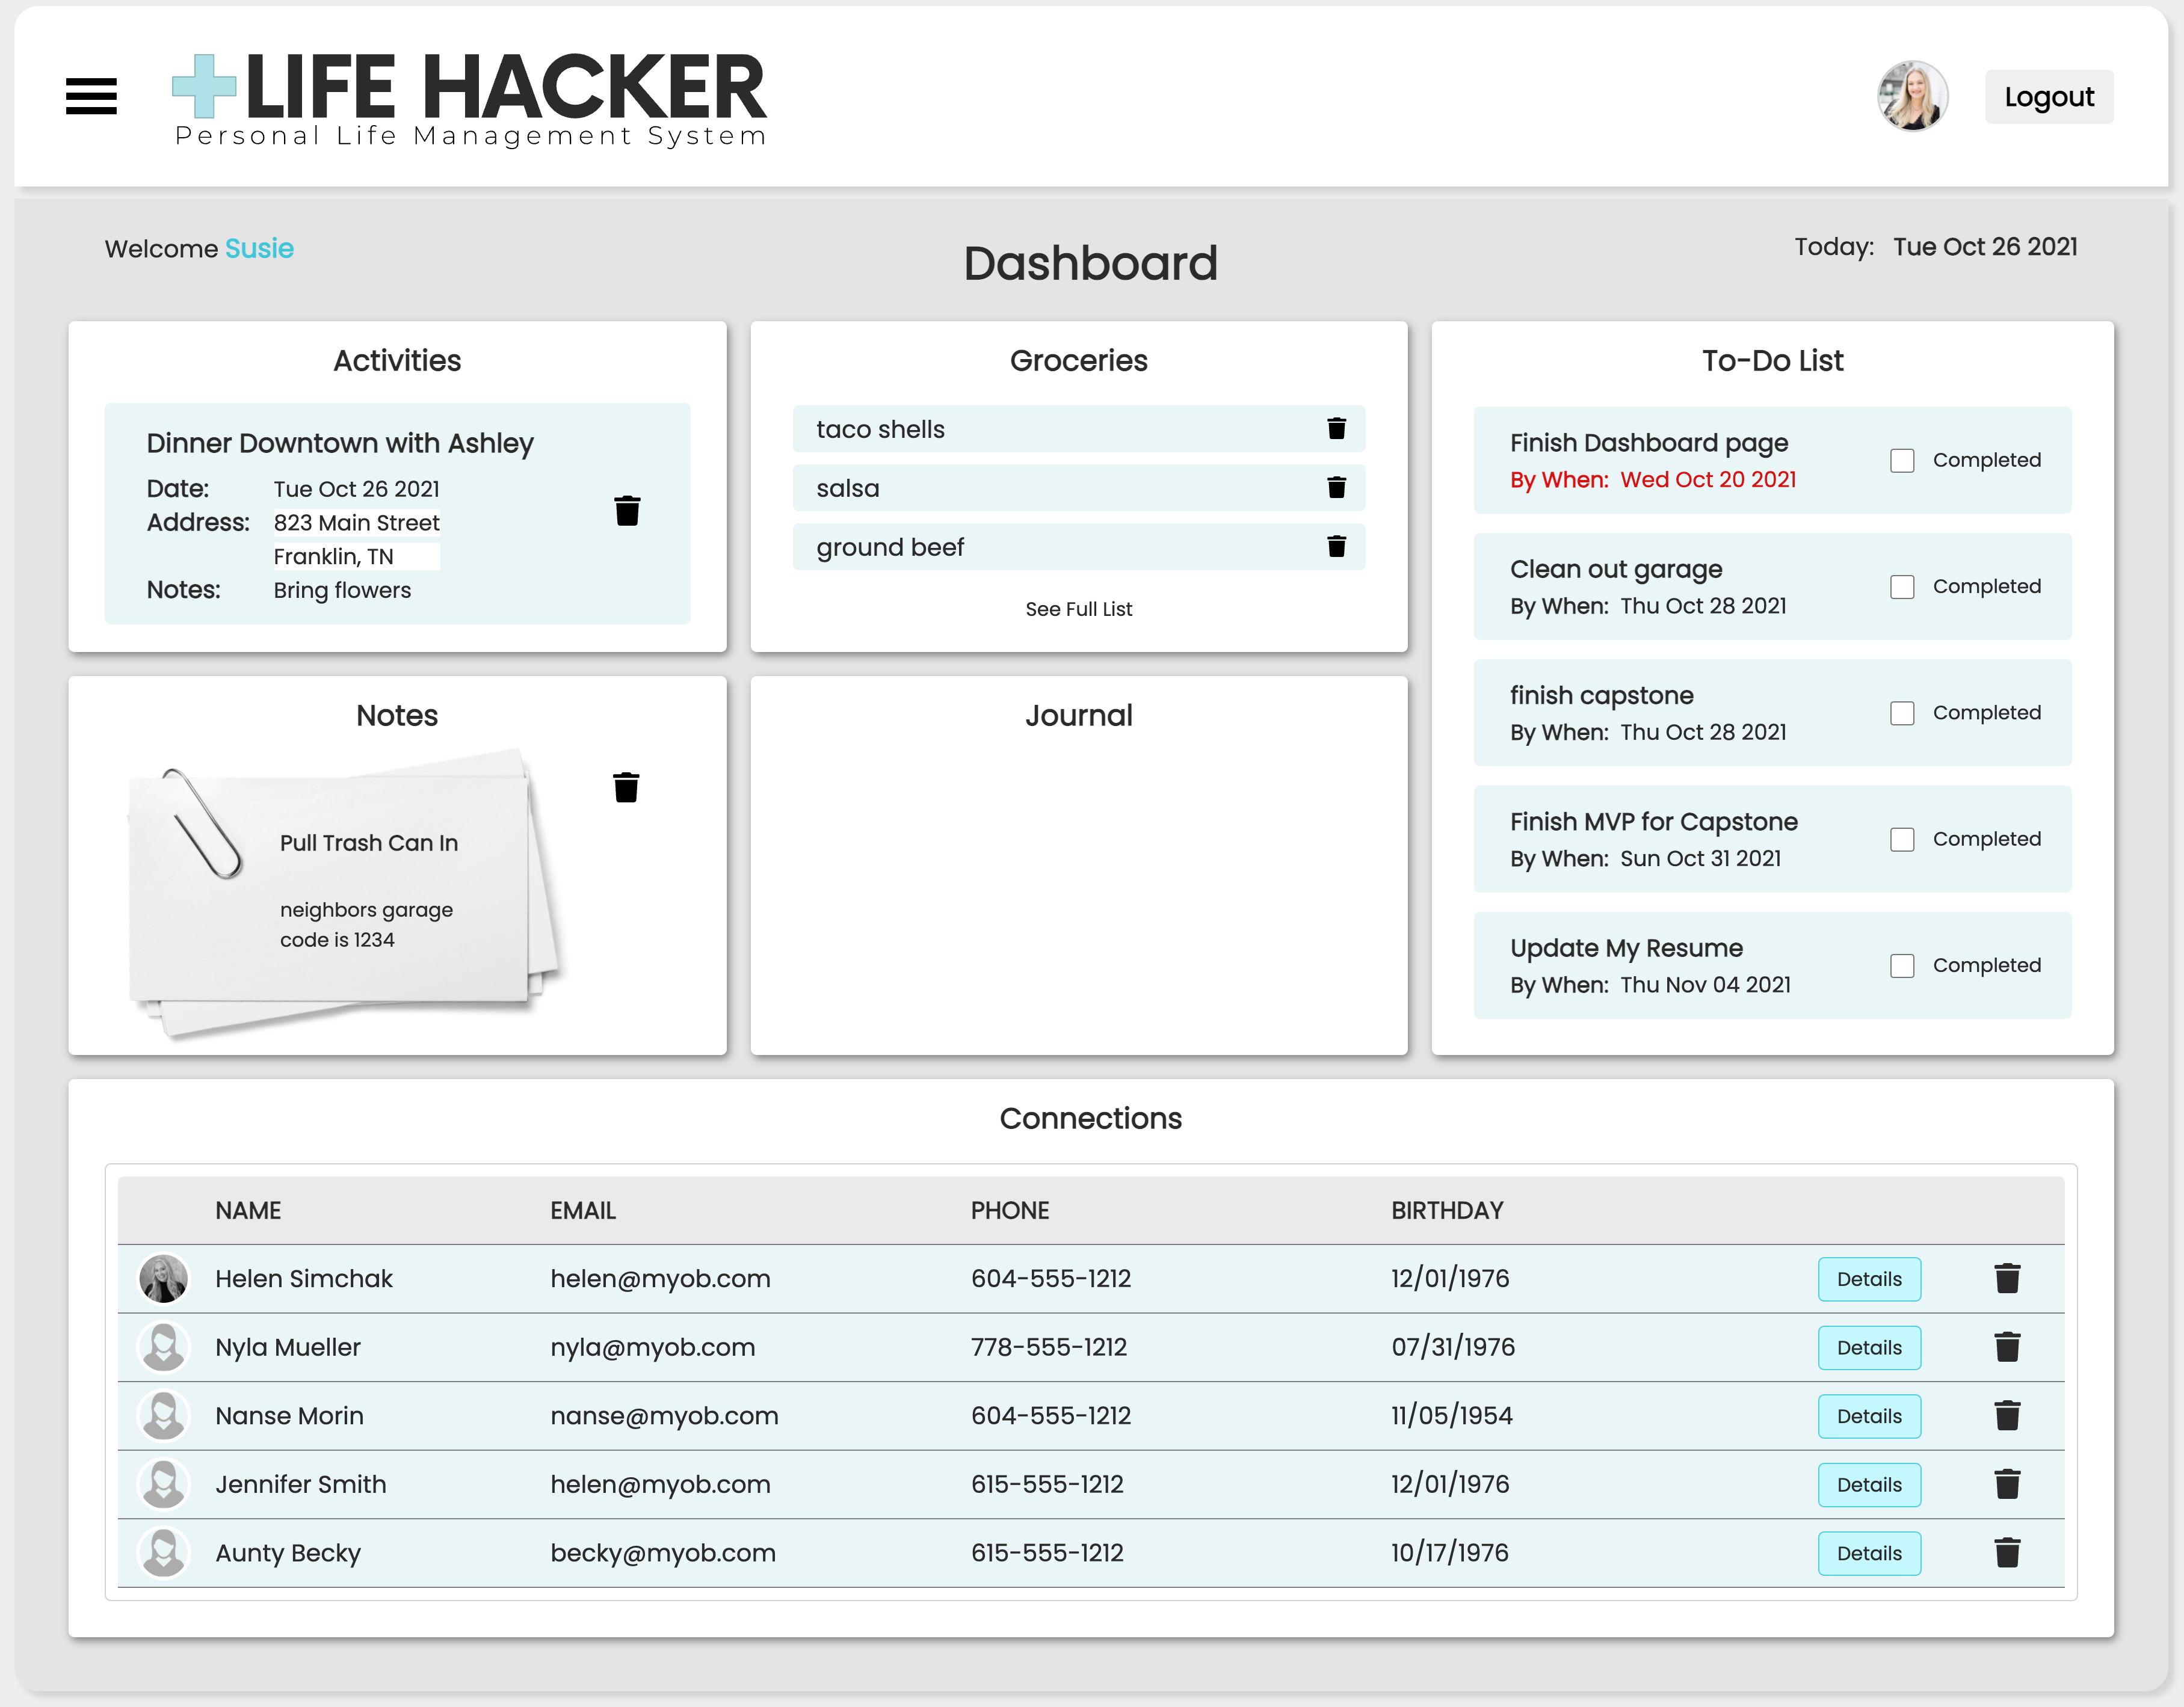 LIFE HACKER
Personal Life Management System
Logout
Welcome Susie
Dashboard
Today: Tue Oct 26 2021
Activities
Dinner Downtown with Ashley
Date: Tue Oct 26 2021
Address: 823 Main Street
Franklin, TN
Notes: Bring flowers
Groceries
taco shells
salsa
ground beef
See Full List
To-Do List
Finish Dashboard page
By When: Wed Oct 20 2021
Completed
Clean out garage
By When: Thu Oct 28 2021
Completed
finish capstone
By When: Thu Oct 28 2021
Completed
Finish MVP for Capstone
By When: Sun Oct 31 2021
Completed
Update My Resume
By When: Thu Nov 04 2021
Completed
Notes
Pull Trash Can In
neighbors garage
code is 1234
Journal
Connections
NAME EMAIL PHONE BIRTHDAY
Helen Simchak helen@myob.com 604-555-1212 12/01/1976 Details
Nyla Mueller nyla@myob.com 778-555-1212 07/31/1976 Details
Nanse Morin nanse@myob.com 604-555-1212 11/05/1954 Details
Jennifer Smith helen@myob.com 615-555-1212 12/01/1976 Details
Aunty Becky becky@myob.com 615-555-1212 10/17/1976 Details